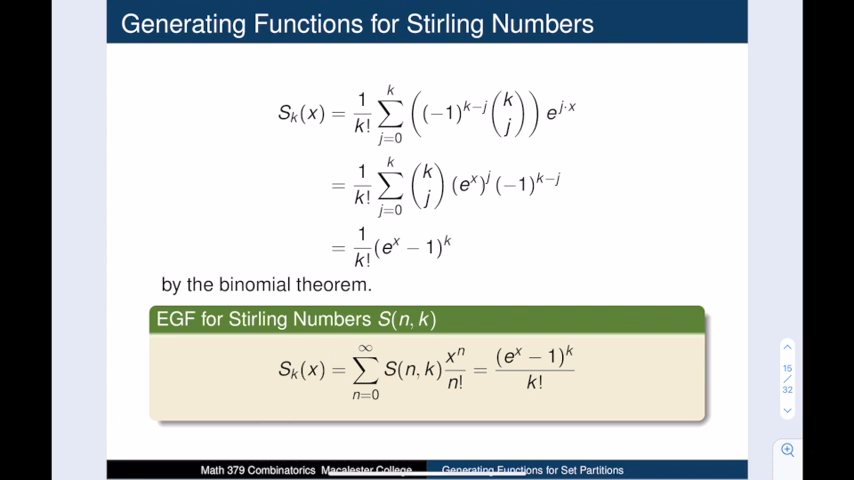 Generating Functions for Stirling Numbers
S_k(x) = \frac{1}{k!} \sum_{j=0}^{k} \left( (-1)^{k-j} \binom{k}{j} \right) e^{j \cdot x}
= \frac{1}{k!} \sum_{j=0}^{k} \binom{k}{j} (e^x)^j (-1)^{k-j}
= \frac{1}{k!} (e^x - 1)^k
by the binomial theorem.
EGF for Stirling Numbers S(n, k)
S_k(x) = \sum_{n=0}^{\infty} S(n, k) \frac{x^n}{n!} = \frac{(e^x - 1)^k}{k!}
15
/
32
Math 379 Combinatorics Macalester College
Generating Functions for Set Partitions